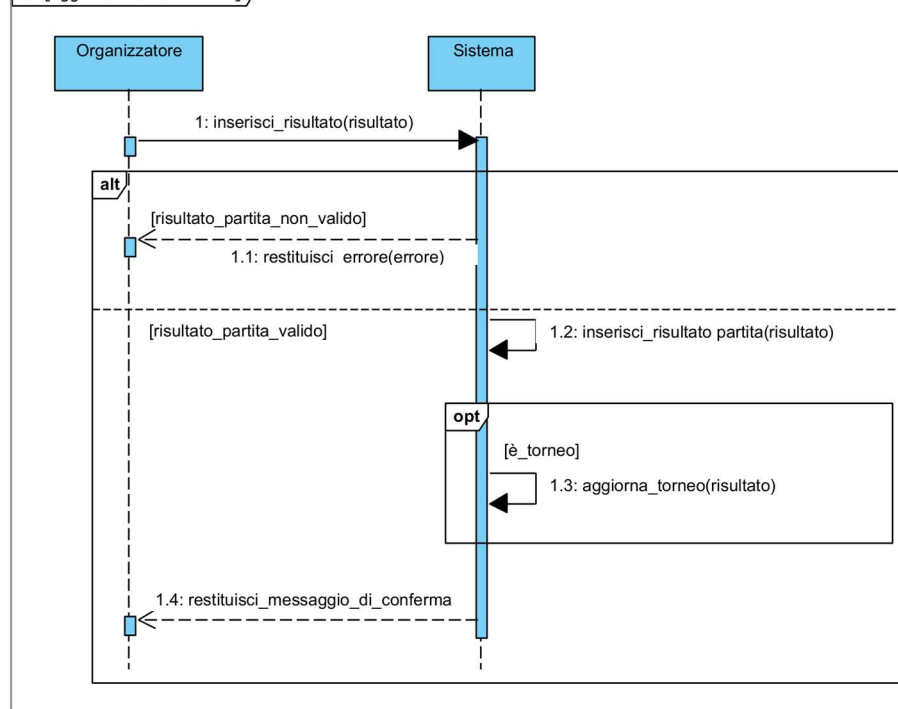 Organizzatore
Sistema
1: inserisci_risultato(risultato)
alt
[risultato_partita_non_valido]
1.1: restituisci errore(errore)
[risultato_partita_valido]
1.2: inserisci_risultato partita(risultato)
opt
[è_torneo]
1.3: aggiorna_torneo(risultato)
1.4: restituisci_messaggio_di_conferma